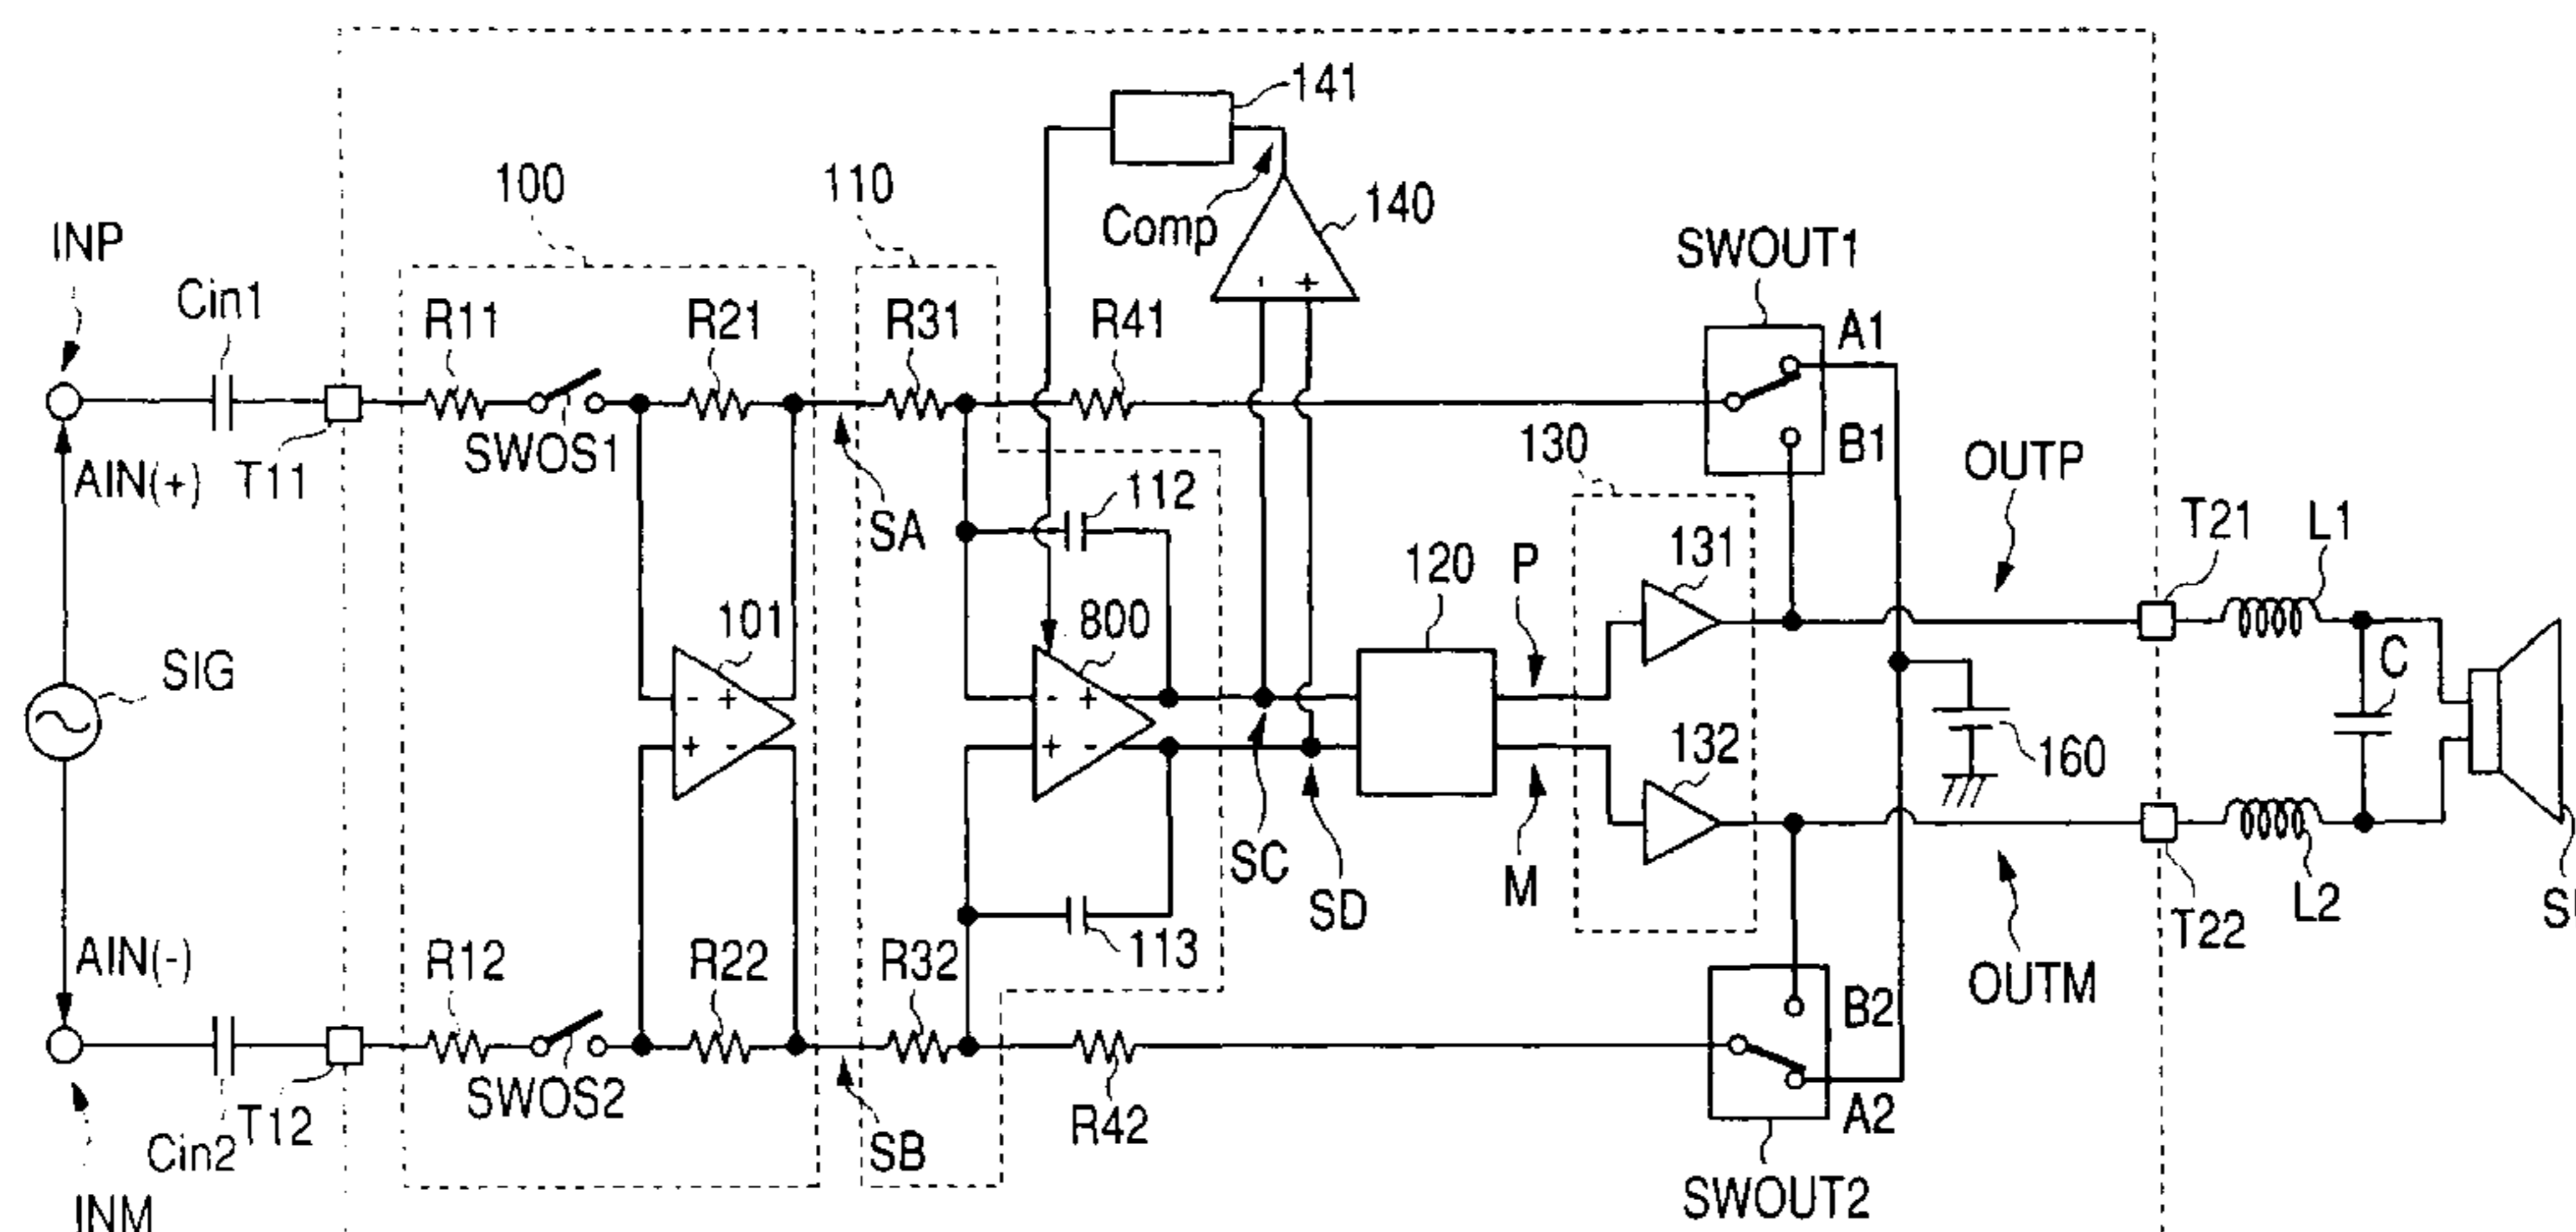 141
100
110
Comp
140
INP
Cin1
R11
R21
R31
R41
SWOUT1
A1
B1
AIN(+)
T11
SWOS1
SA
112
130
OUTP
T21
L1
120
P
131
101
800
C
SIG
132
160
SC
SD
M
AIN(-)
R12
R22
R32
113
B2
OUTM
T22
L2
SWOS2
R42
A2
Cin2
T12
SB
SWOUT2
INM
- +
+ -
- +
+ -
- +